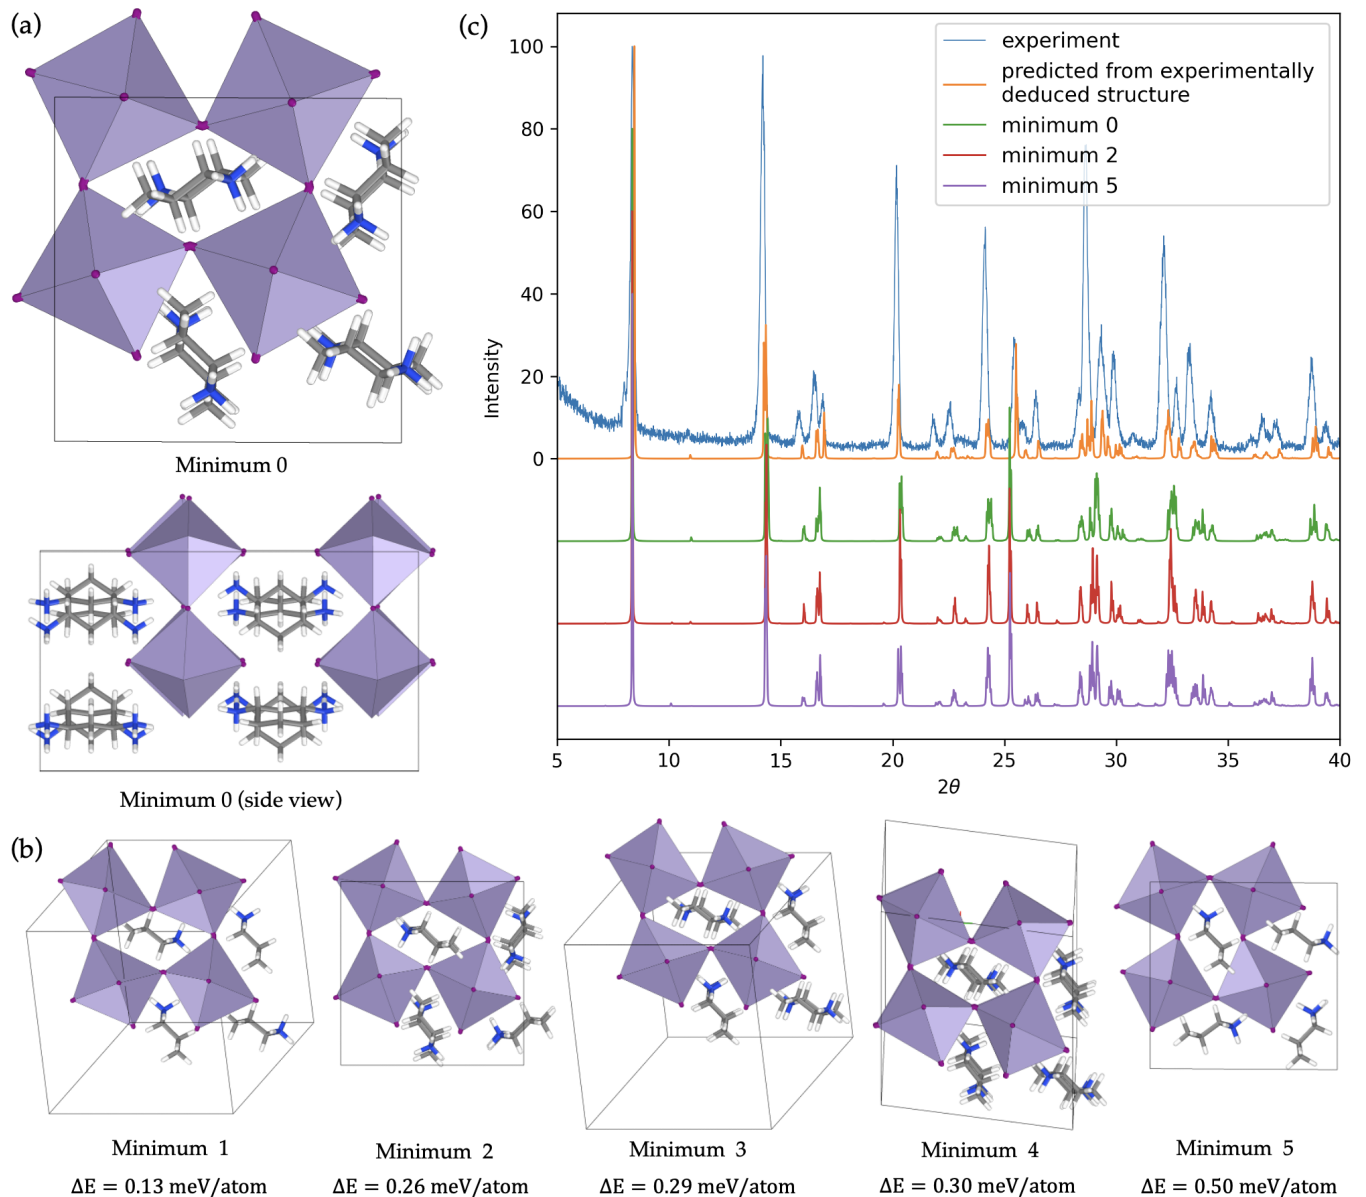 (a)
Minimum 0
Minimum 0 (side view)
(c)
experiment
predicted from experimentally
deduced structure
minimum 0
minimum 2
minimum 5
Intensity
100
80
60
40
20
0
5
10
15
20
25
30
35
40
2θ
(b)
Minimum 1
ΔE = 0.13 meV/atom
Minimum 2
ΔE = 0.26 meV/atom
Minimum 3
ΔE = 0.29 meV/atom
Minimum 4
ΔE = 0.30 meV/atom
Minimum 5
ΔE = 0.50 meV/atom